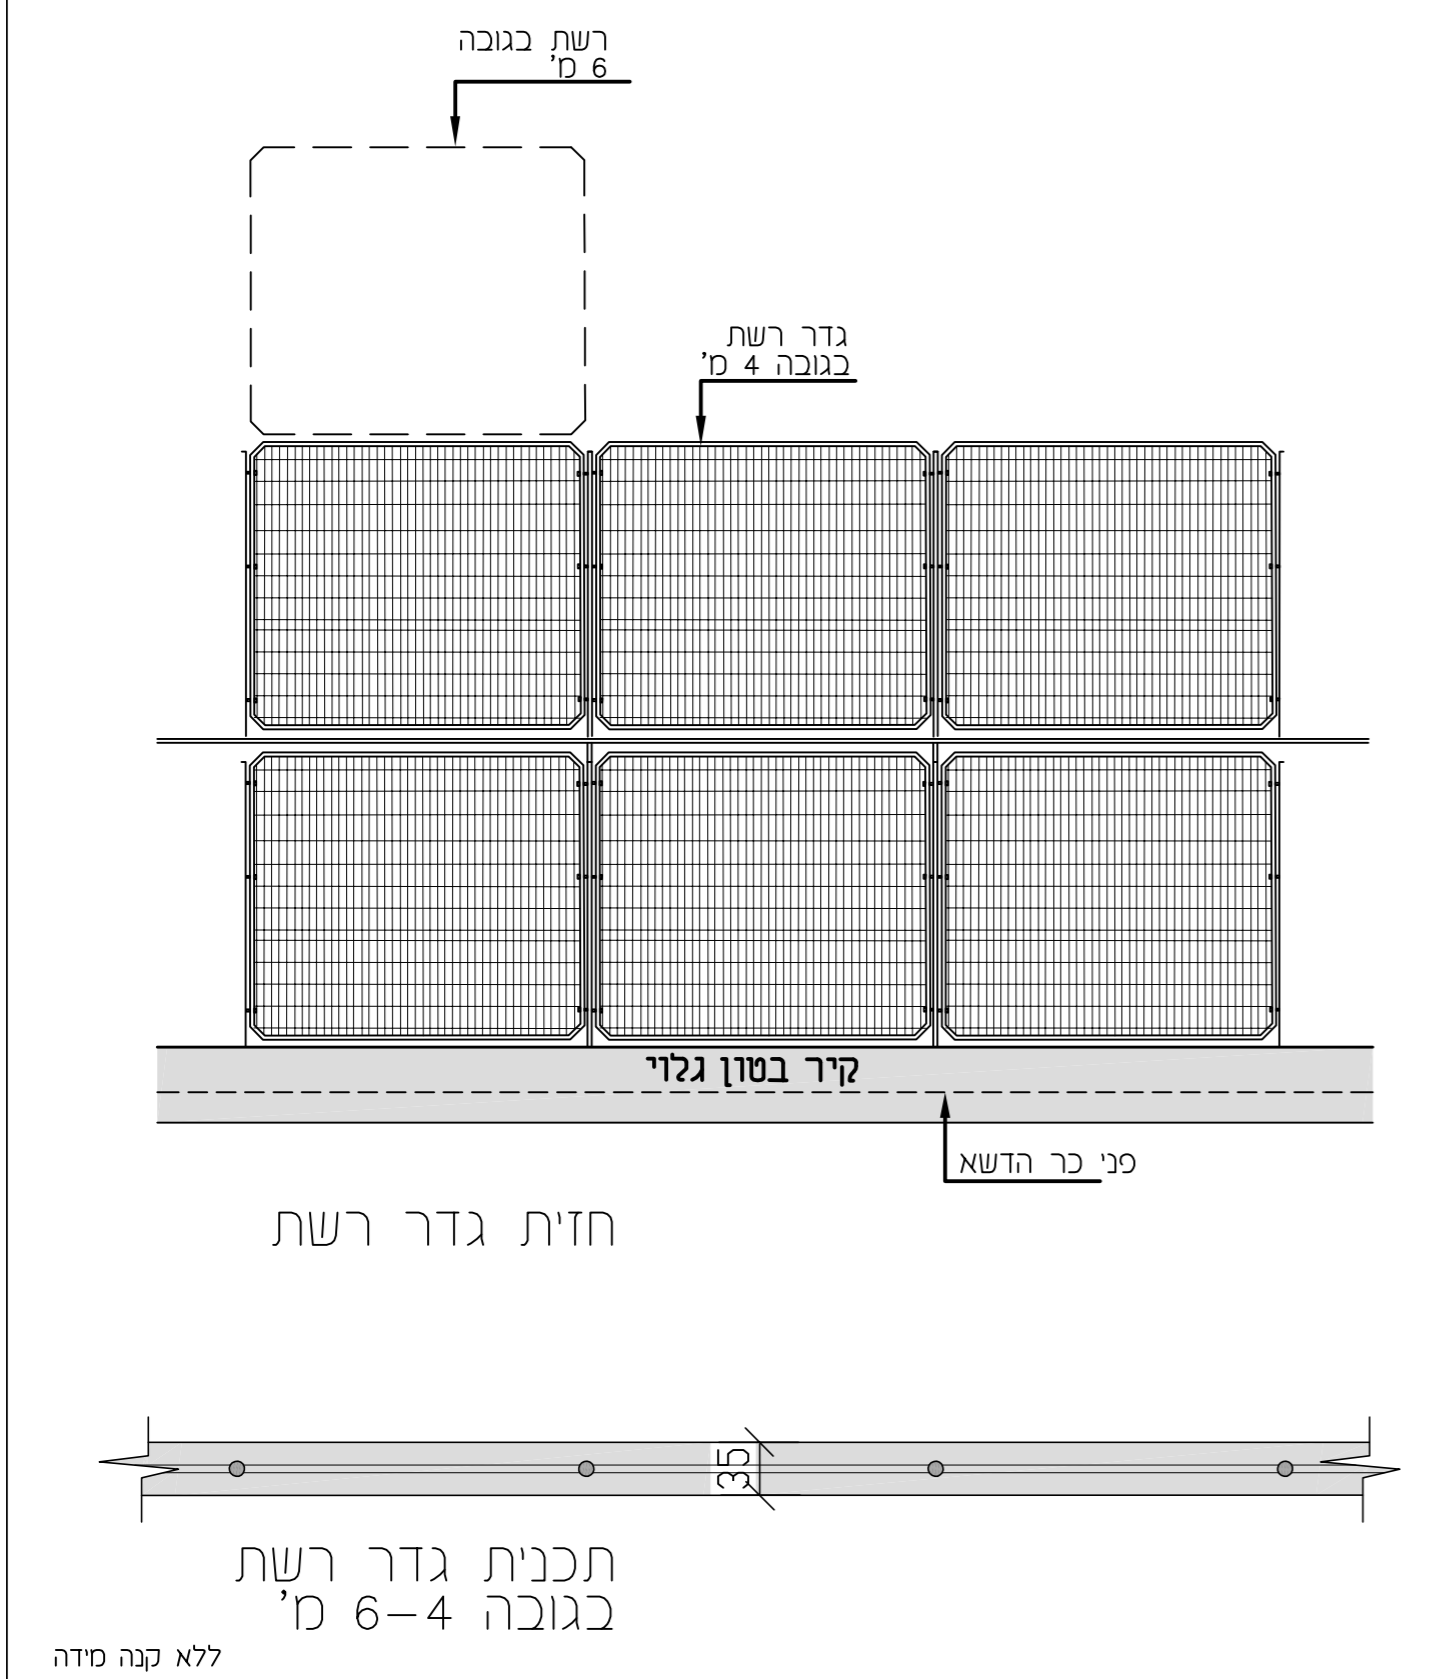 רשת בגובה
6 מ'
גדר רשת
בגובה 4 מ'
קיר בטון גלוי
פני כר הדשא
חזית גדר רשת
35
תכנית גדר רשת
בגובה 6-4 מ'
ללא קנה מידה